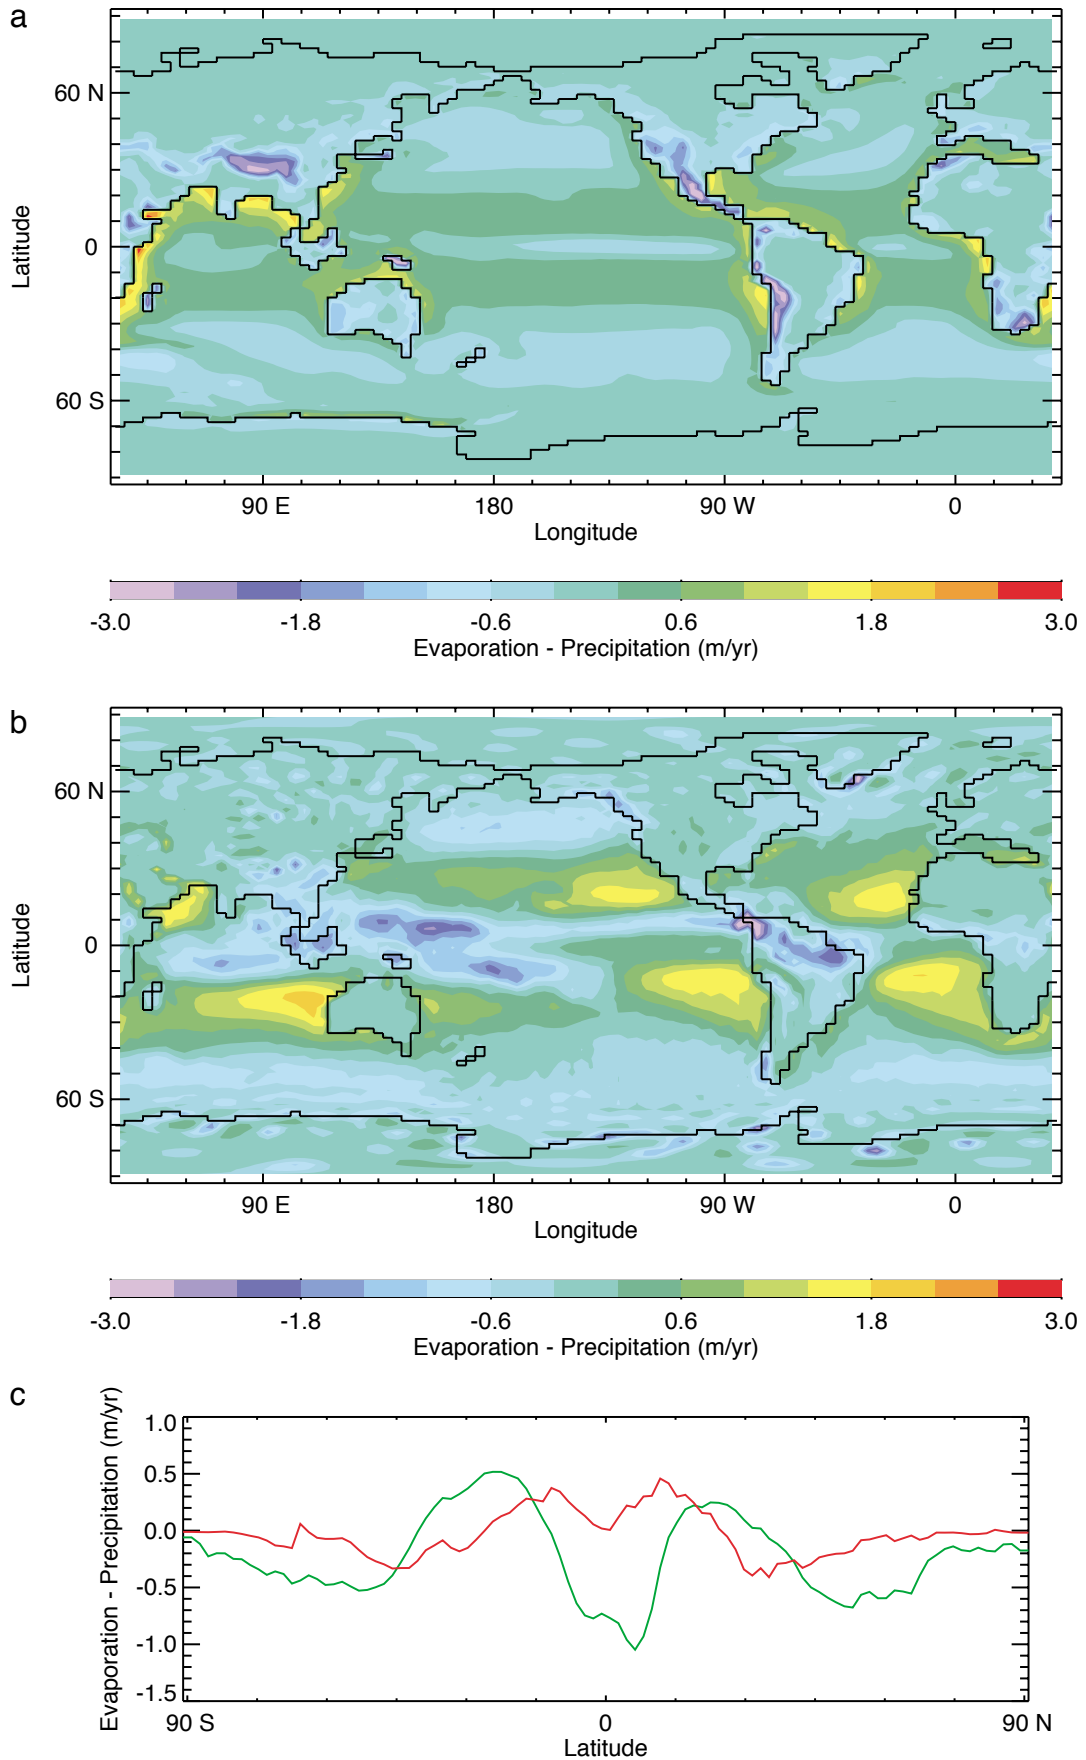 a
60 N
0
60 S
Latitude
90 E 180 90 W 0
Longitude
-3.0 -1.8 -0.6 0.6 1.8 3.0
Evaporation - Precipitation (m/yr)
b
60 N
0
60 S
Latitude
90 E 180 90 W 0
Longitude
-3.0 -1.8 -0.6 0.6 1.8 3.0
Evaporation - Precipitation (m/yr)
c
Evaporation - Precipitation (m/yr)
1.0
0.5
0.0
-0.5
-1.0
-1.5
90 S 0 90 N
Latitude